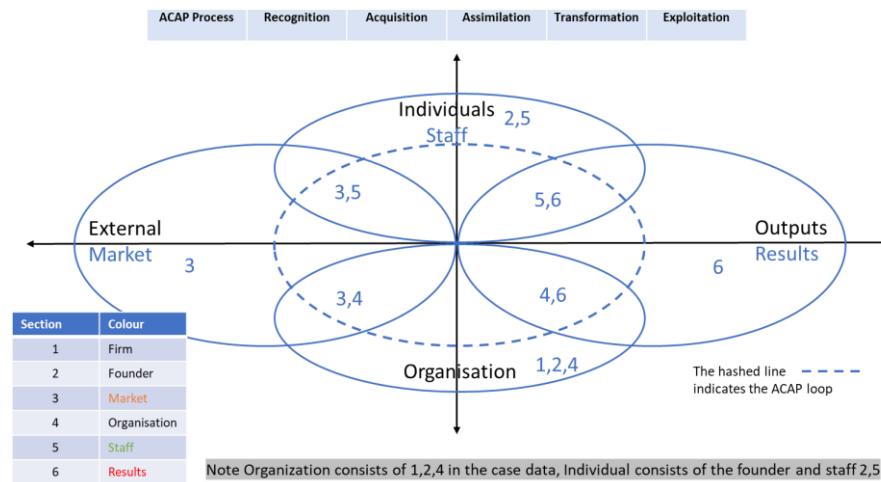 ACAP Process Recognition Acquisition Assimilation Transformation Exploitation
Individuals
2,5
Staff
3,5
5,6
External
Market
3
Outputs
Results
6
3,4
4,6
Organisation
1,2,4
Section Colour
1 Firm
2 Founder
3 Market
4 Organisation
5 Staff
6 Results
The hashed line
indicates the ACAP loop
Note Organization consists of 1,2,4 in the case data, Individual consists of the founder and staff 2,5